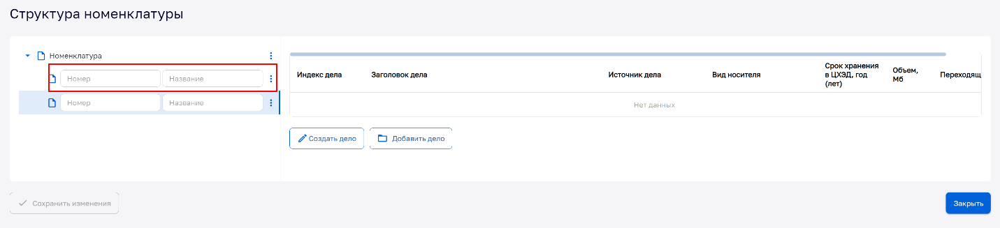 Структура номенклатуры
Номенклатура
Номер Название
Номер Название
Индекс дела Заголовок дела Источник дела Вид носителя Срок хранения в ЦХЭД, год (лет) Объем, Мб Переходящ
Нет данных
Создать дело Добавить дело
Сохранить изменения Закрыть